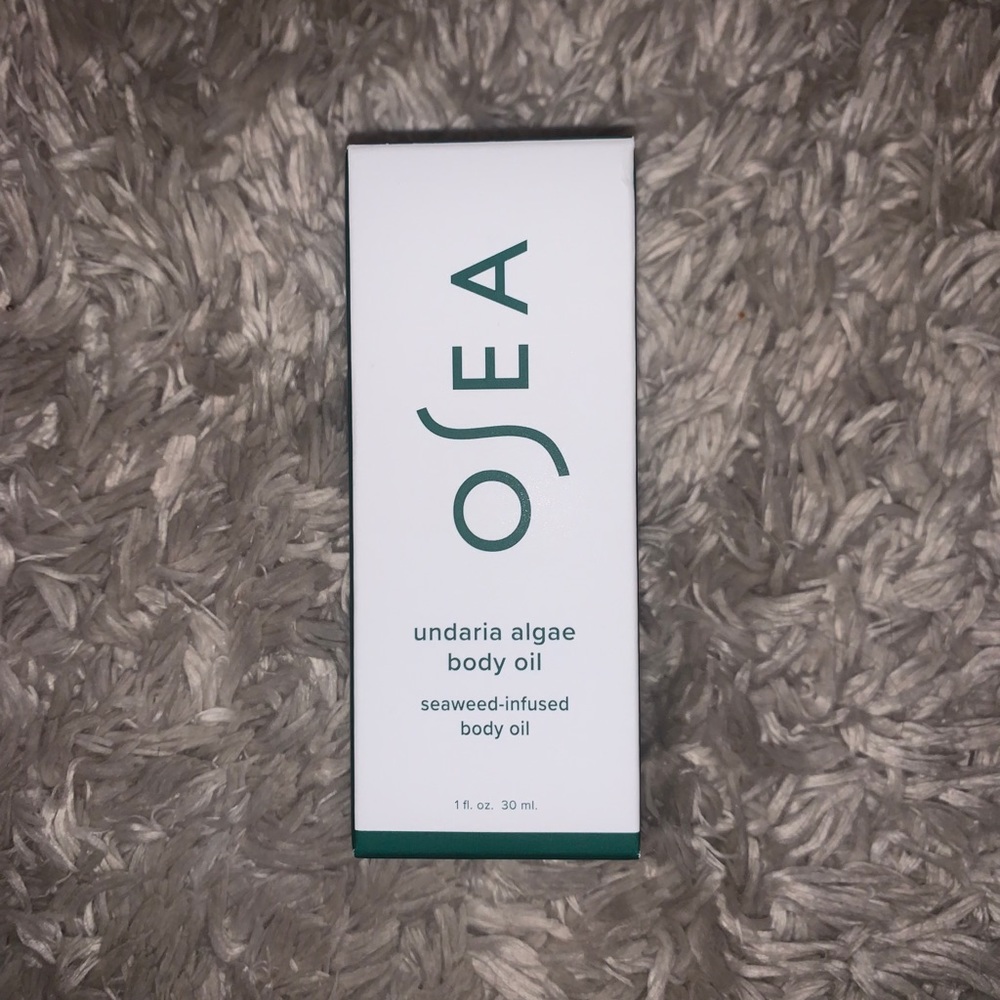 OSEA
undaria algae
body oil
seaweed-infused
body oil
1 fl. oz.  30 ml.